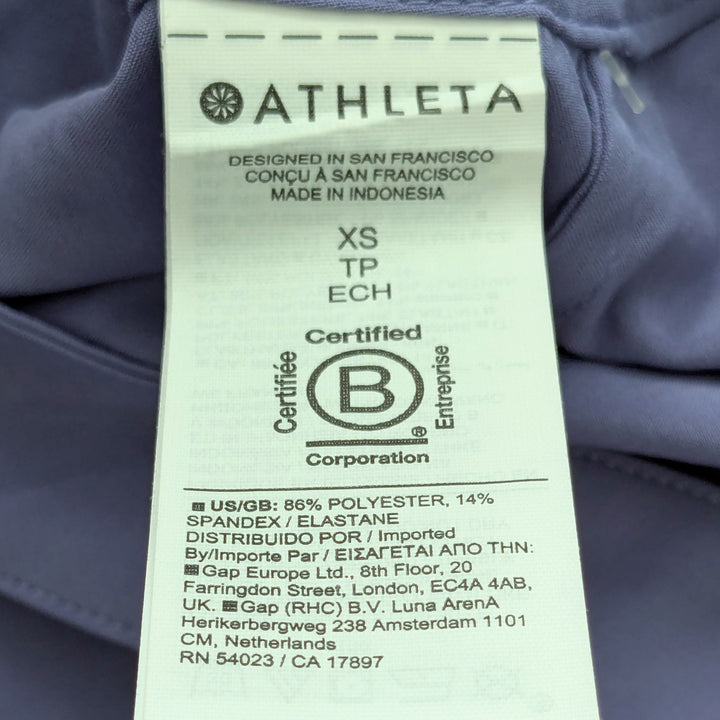 ATHLETA
DESIGNED IN SAN FRANCISCO
CONÇU À SAN FRANCISCO
MADE IN INDONESIA
XS
TP
ECH
Certified
Certifiée
B
Entreprise
®
Corporation
US/GB: 86% POLYESTER, 14%
SPANDEX / ELASTANE
DISTRIBUIDO POR / Imported
By/Importe Par / ΕΙΣΑΓΕΤΑΙ ΑΠΟ ΤΗΝ:
Gap Europe Ltd., 8th Floor, 20
Farringdon Street, London, EC4A 4AB,
UK. Gap (RHC) B.V. Luna ArenA
Herikerbergweg 238 Amsterdam 1101
CM, Netherlands
RN 54023 / CA 17897